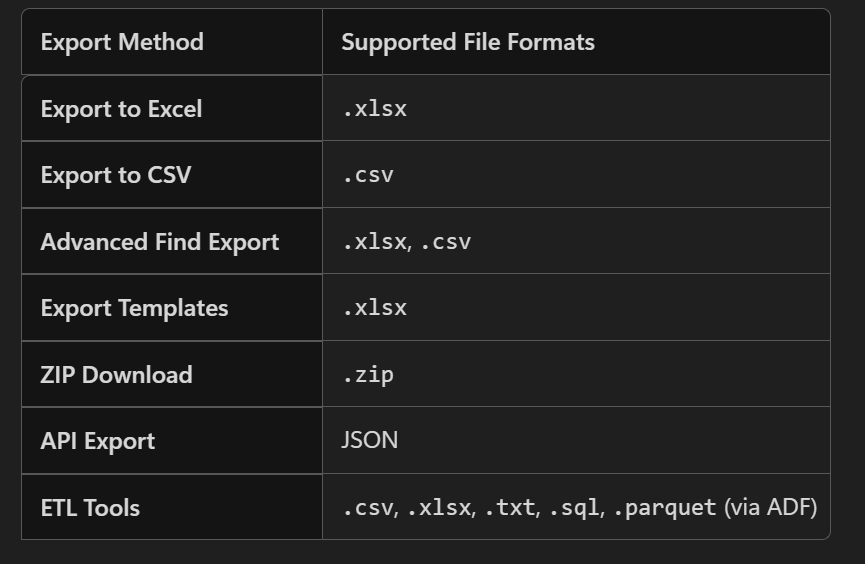 Export Method Supported File Formats
Export to Excel .xlsx
Export to CSV .csv
Advanced Find Export .xlsx, .csv
Export Templates .xlsx
ZIP Download .zip
API Export JSON
ETL Tools .csv, .xlsx, .txt, .sql, .parquet (via ADF)